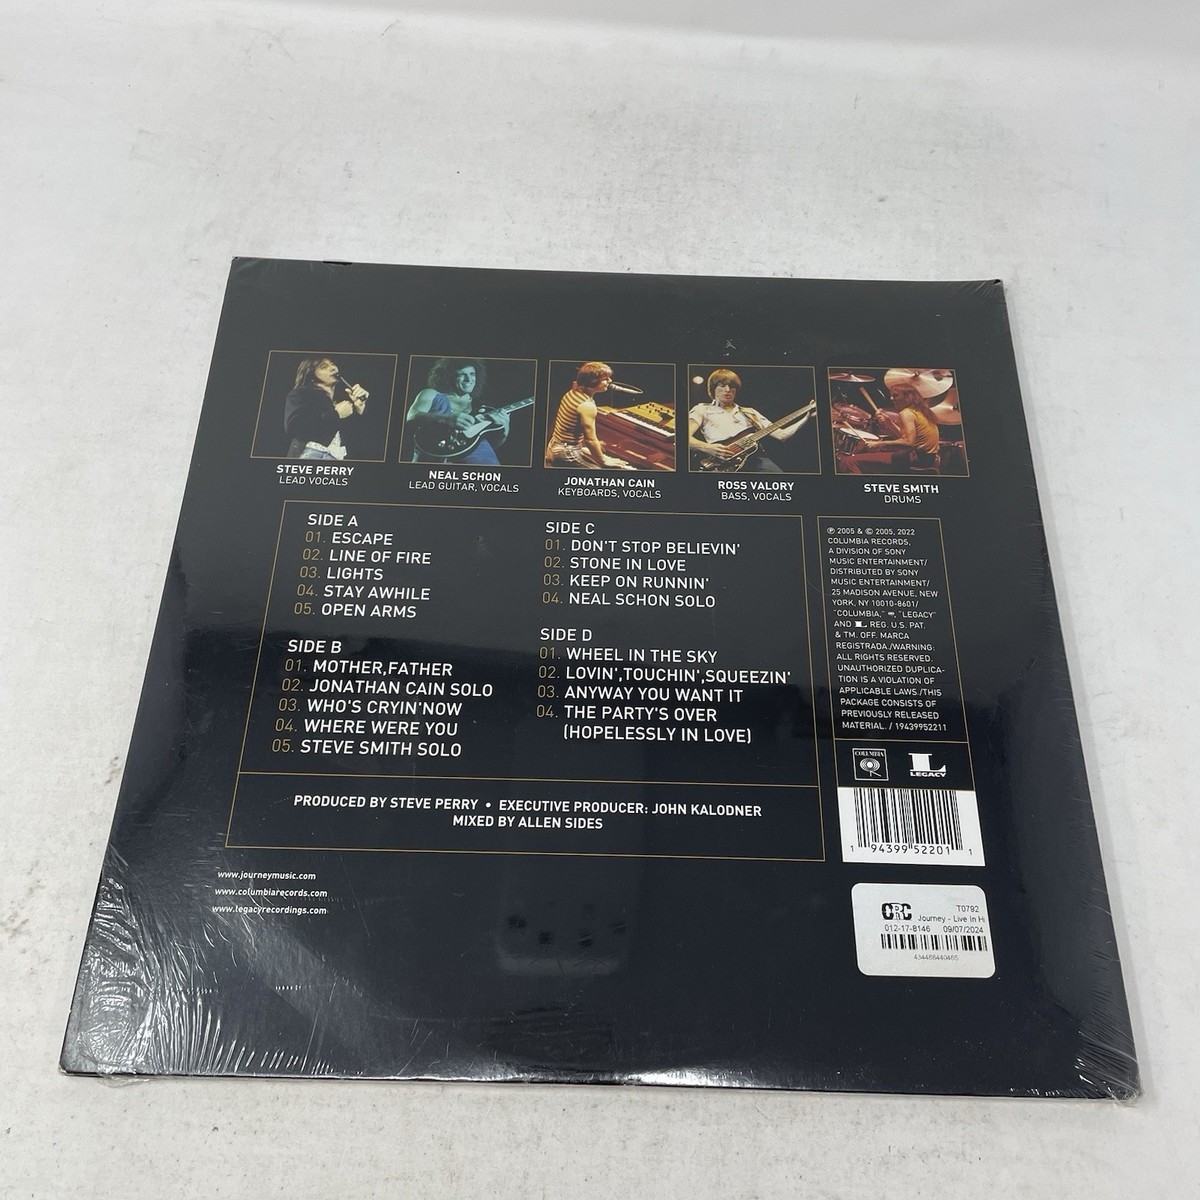 STEVE PERRY
LEAD VOCALS
NEAL SCHON
LEAD GUITAR, VOCALS
JONATHAN CAIN
KEYBOARDS, VOCALS
ROSS VALORY
BASS, VOCALS
STEVE SMITH
DRUMS
SIDE A
01. ESCAPE
02. LINE OF FIRE
03. LIGHTS
04. STAY AWHILE
05. OPEN ARMS
SIDE B
01. MOTHER,FATHER
02. JONATHAN CAIN SOLO
03. WHO'S CRYIN'NOW
04. WHERE WERE YOU
05. STEVE SMITH SOLO
SIDE C
01. DON'T STOP BELIEVIN'
02. STONE IN LOVE
03. KEEP ON RUNNIN'
04. NEAL SCHON SOLO
SIDE D
01. WHEEL IN THE SKY
02. LOVIN',TOUCHIN',SQUEEZIN'
03. ANYWAY YOU WANT IT
04. THE PARTY'S OVER
(HOPELESSLY IN LOVE)
℗ 2005 & © 2005, 2022
COLUMBIA RECORDS,
A DIVISION OF SONY
MUSIC ENTERTAINMENT/
DISTRIBUTED BY SONY
MUSIC ENTERTAINMENT/
25 MADISON AVENUE, NEW
YORK, NY 10010-8601/
"COLUMBIA," , "LEGACY"
AND L REG. U.S. PAT.
& TM. OFF. MARCA
REGISTRADA./WARNING:
ALL RIGHTS RESERVED.
UNAUTHORIZED DUPLICA-
TION IS A VIOLATION OF
APPLICABLE LAWS./THIS
PACKAGE CONSISTS OF
PREVIOUSLY RELEASED
MATERIAL. / 19439952211
COLUMBIA
L
LEGACY
1 94399 52201 1
PRODUCED BY STEVE PERRY • EXECUTIVE PRODUCER: JOHN KALODNER
MIXED BY ALLEN SIDES
www.journeymusic.com
www.columbiarecords.com
www.legacyrecordings.com
CRC
T0792
Journey - Live In Hi
012-17-8146 09/07/2024
434466440465